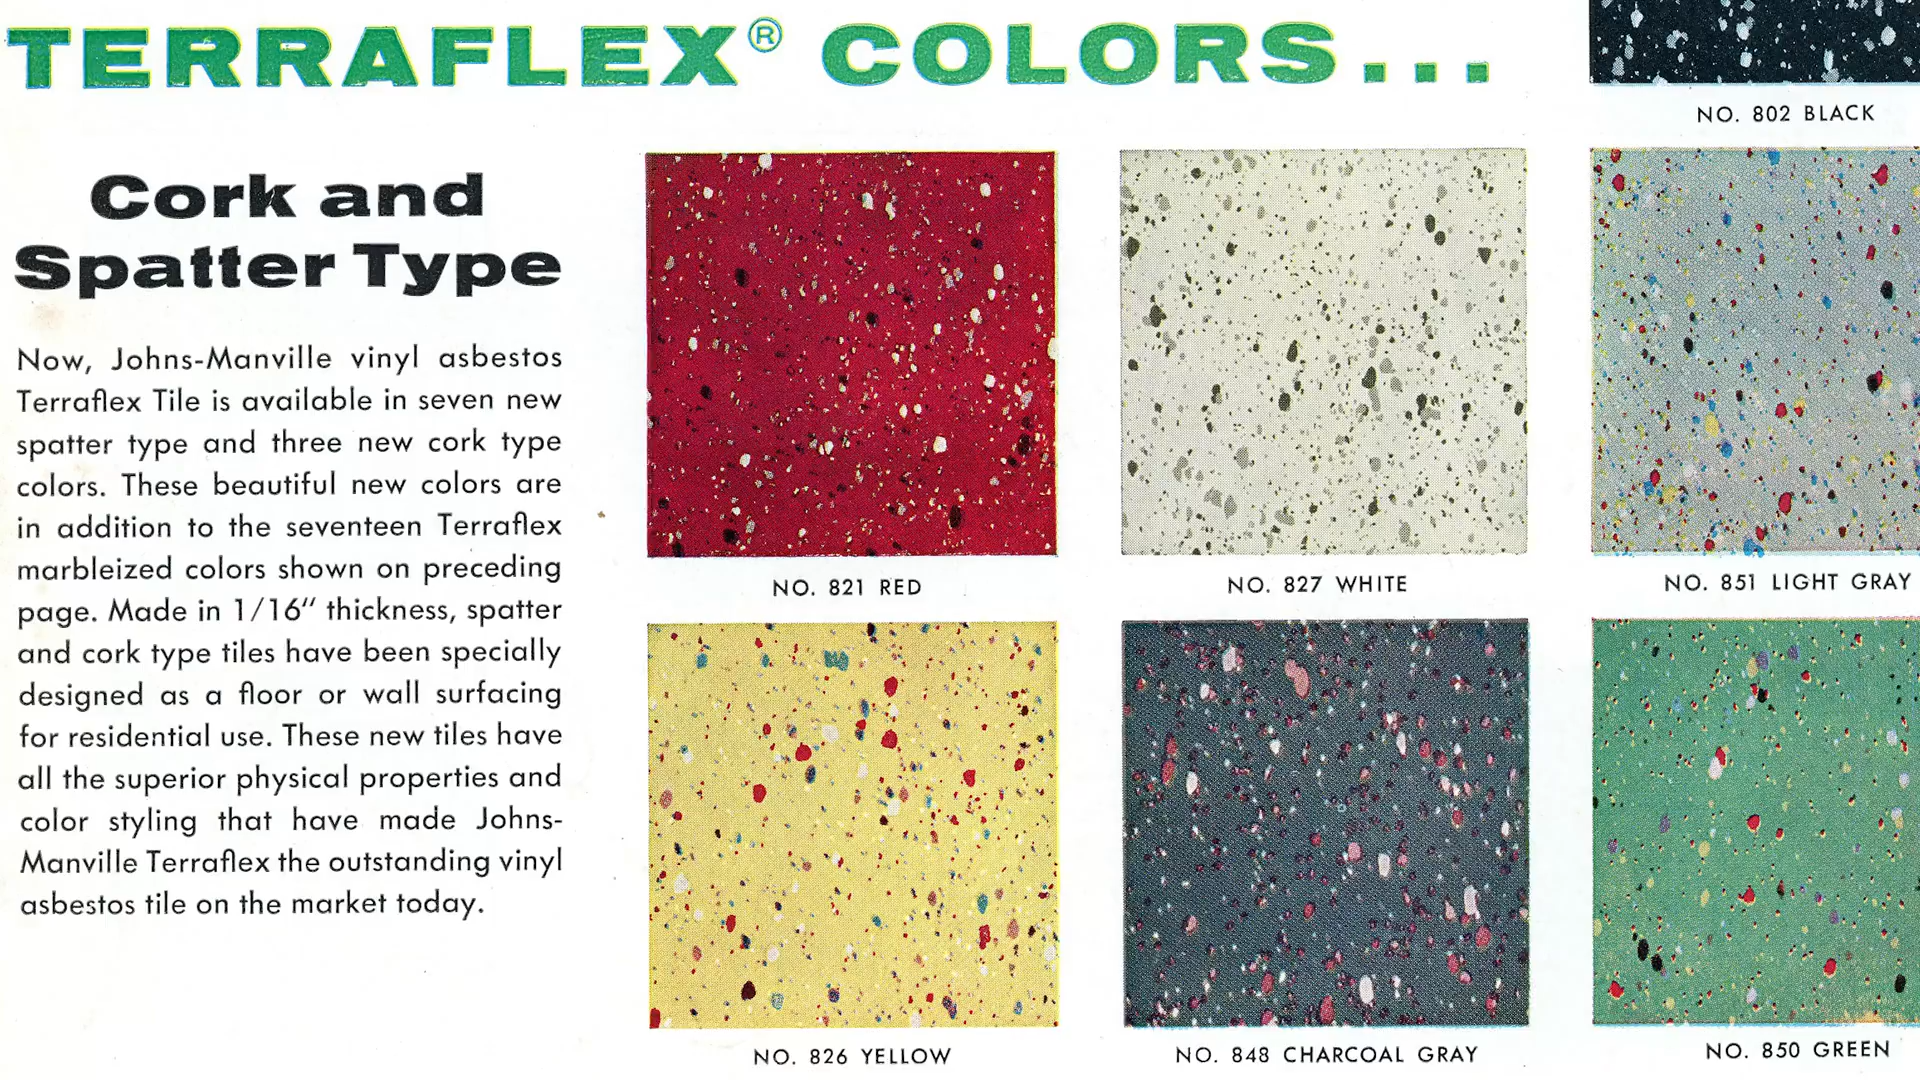 TERRAFLEX® COLORS...
Cork and
Spatter Type
Now, Johns-Manville vinyl asbestos
Terraflex Tile is available in seven new
spatter type and three new cork type
colors. These beautiful new colors are
in addition to the seventeen Terraflex
marbleized colors shown on preceding
page. Made in 1/16" thickness, spatter
and cork type tiles have been specially
designed as a floor or wall surfacing
for residential use. These new tiles have
all the superior physical properties and
color styling that have made Johns-
Manville Terraflex the outstanding vinyl
asbestos tile on the market today.
NO. 802 BLACK
NO. 821 RED
NO. 827 WHITE
NO. 851 LIGHT GRAY
NO. 826 YELLOW
NO. 848 CHARCOAL GRAY
NO. 850 GREEN